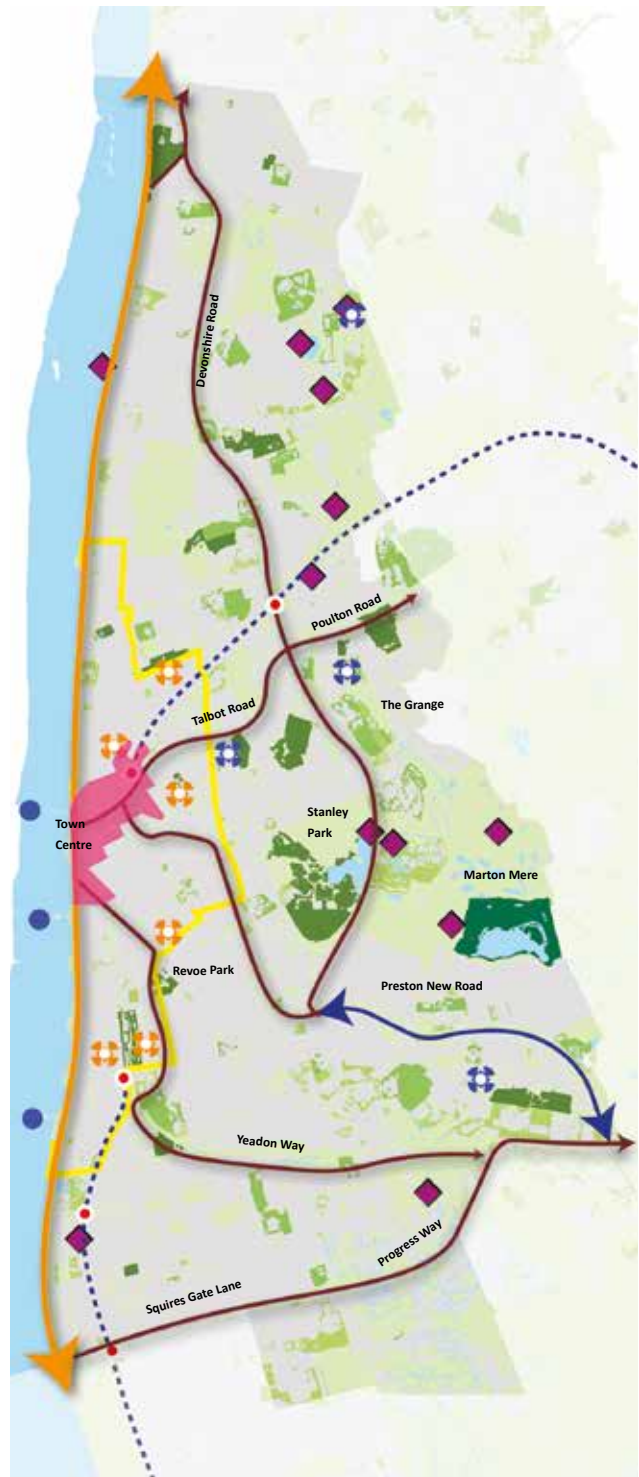 Devonshire Road
Poulton Road
Talbot Road
The Grange
Stanley
Park
Town
Centre
Marton Mere
Revoe Park
Preston New Road
Yeadon Way
Progress Way
Squires Gate Lane